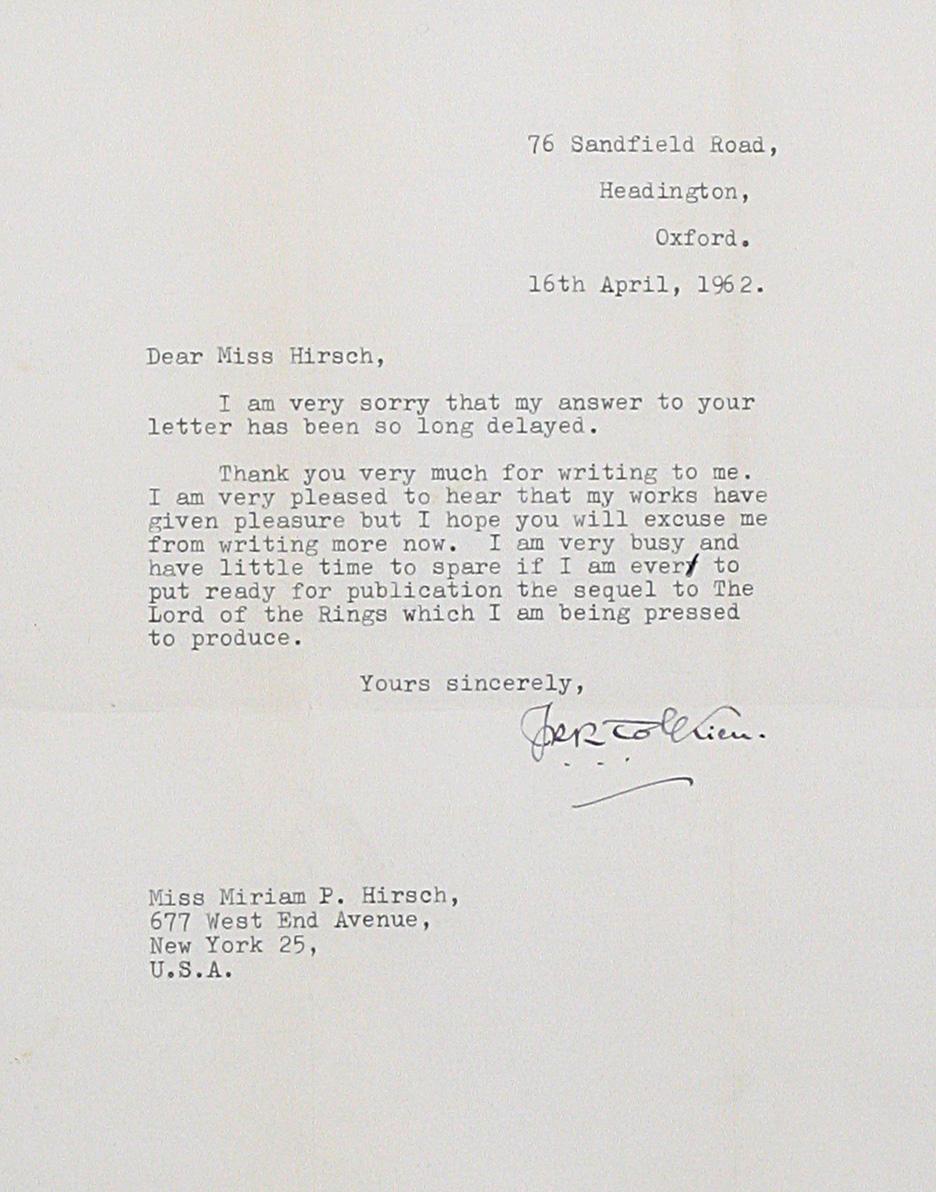 76 Sandfield Road,
Headington,
Oxford.
16th April, 1962.
Dear Miss Hirsch,
I am very sorry that my answer to your
letter has been so long delayed.
Thank you very much for writing to me.
I am very pleased to hear that my works have
given pleasure but I hope you will excuse me
from writing more now.  I am very busy and
have little time to spare if I am ever to
put ready for publication the sequel to The
Lord of the Rings which I am being pressed
to produce.
Yours sincerely,
JRRTolkien.
Miss Miriam P. Hirsch,
677 West End Avenue,
New York 25,
U.S.A.